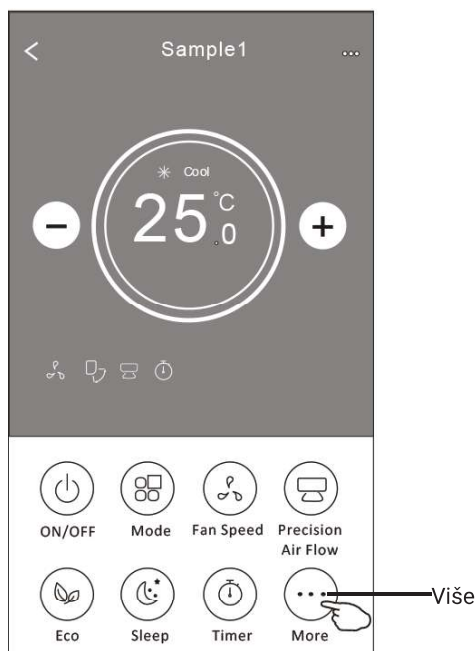 Sample1
Cool
25.0 °C
ON/OFF
Mode
Fan Speed
Precision
Air Flow
Eco
Sleep
Timer
More
Više